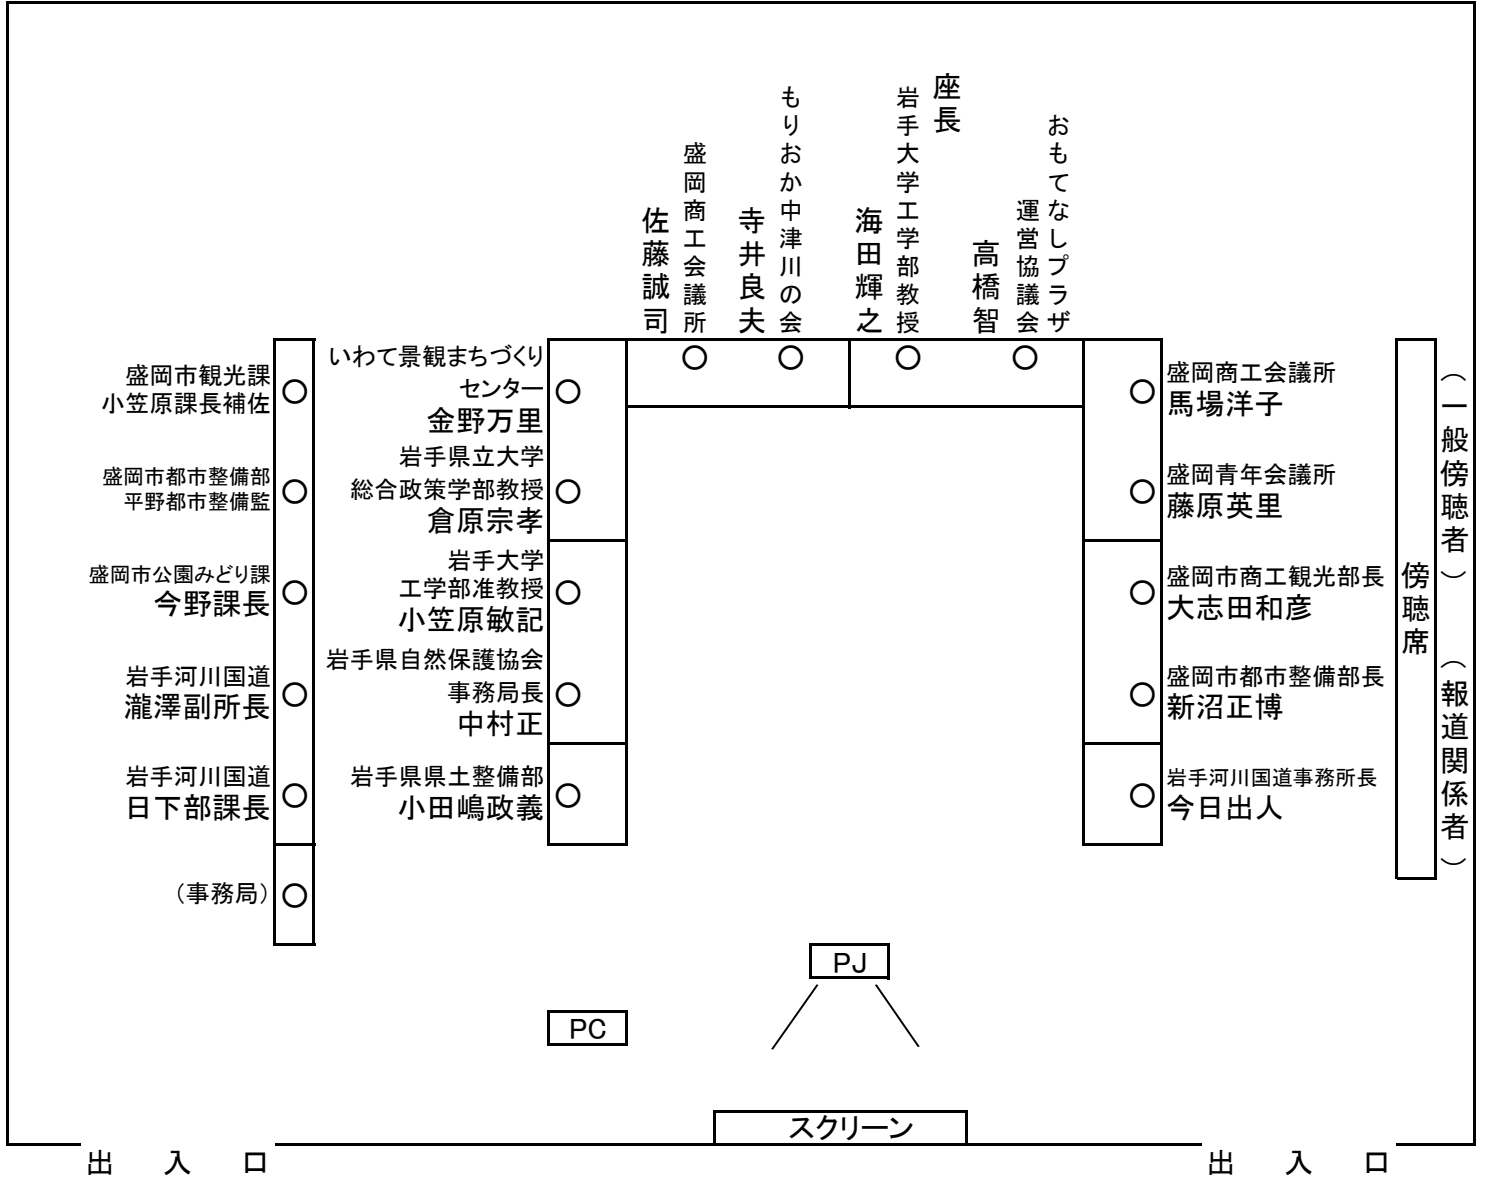 座長
岩手大学工学部教授
海田輝之
おもてなしプラザ
運営協議会
高橋智
もりおか中津川の会
寺井良夫
盛岡商工会議所
佐藤誠司
盛岡市観光課
小笠原課長補佐
盛岡市都市整備部
平野都市整備監
盛岡市公園みどり課
今野課長
岩手河川国道
瀧澤副所長
岩手河川国道
日下部課長
（事務局）
いわて景観まちづくり
センター
金野万里
岩手県立大学
総合政策学部教授
倉原宗孝
岩手大学
工学部准教授
小笠原敏記
岩手県自然保護協会
事務局長
中村正
岩手県県土整備部
小田嶋政義
盛岡商工会議所
馬場洋子
盛岡青年会議所
藤原英里
盛岡市商工観光部長
大志田和彦
盛岡市都市整備部長
新沼正博
岩手河川国道事務所長
今日出人
傍聴席
（一般傍聴者）
（報道関係者）
PJ
PC
スクリーン
出　入　口
出　入　口